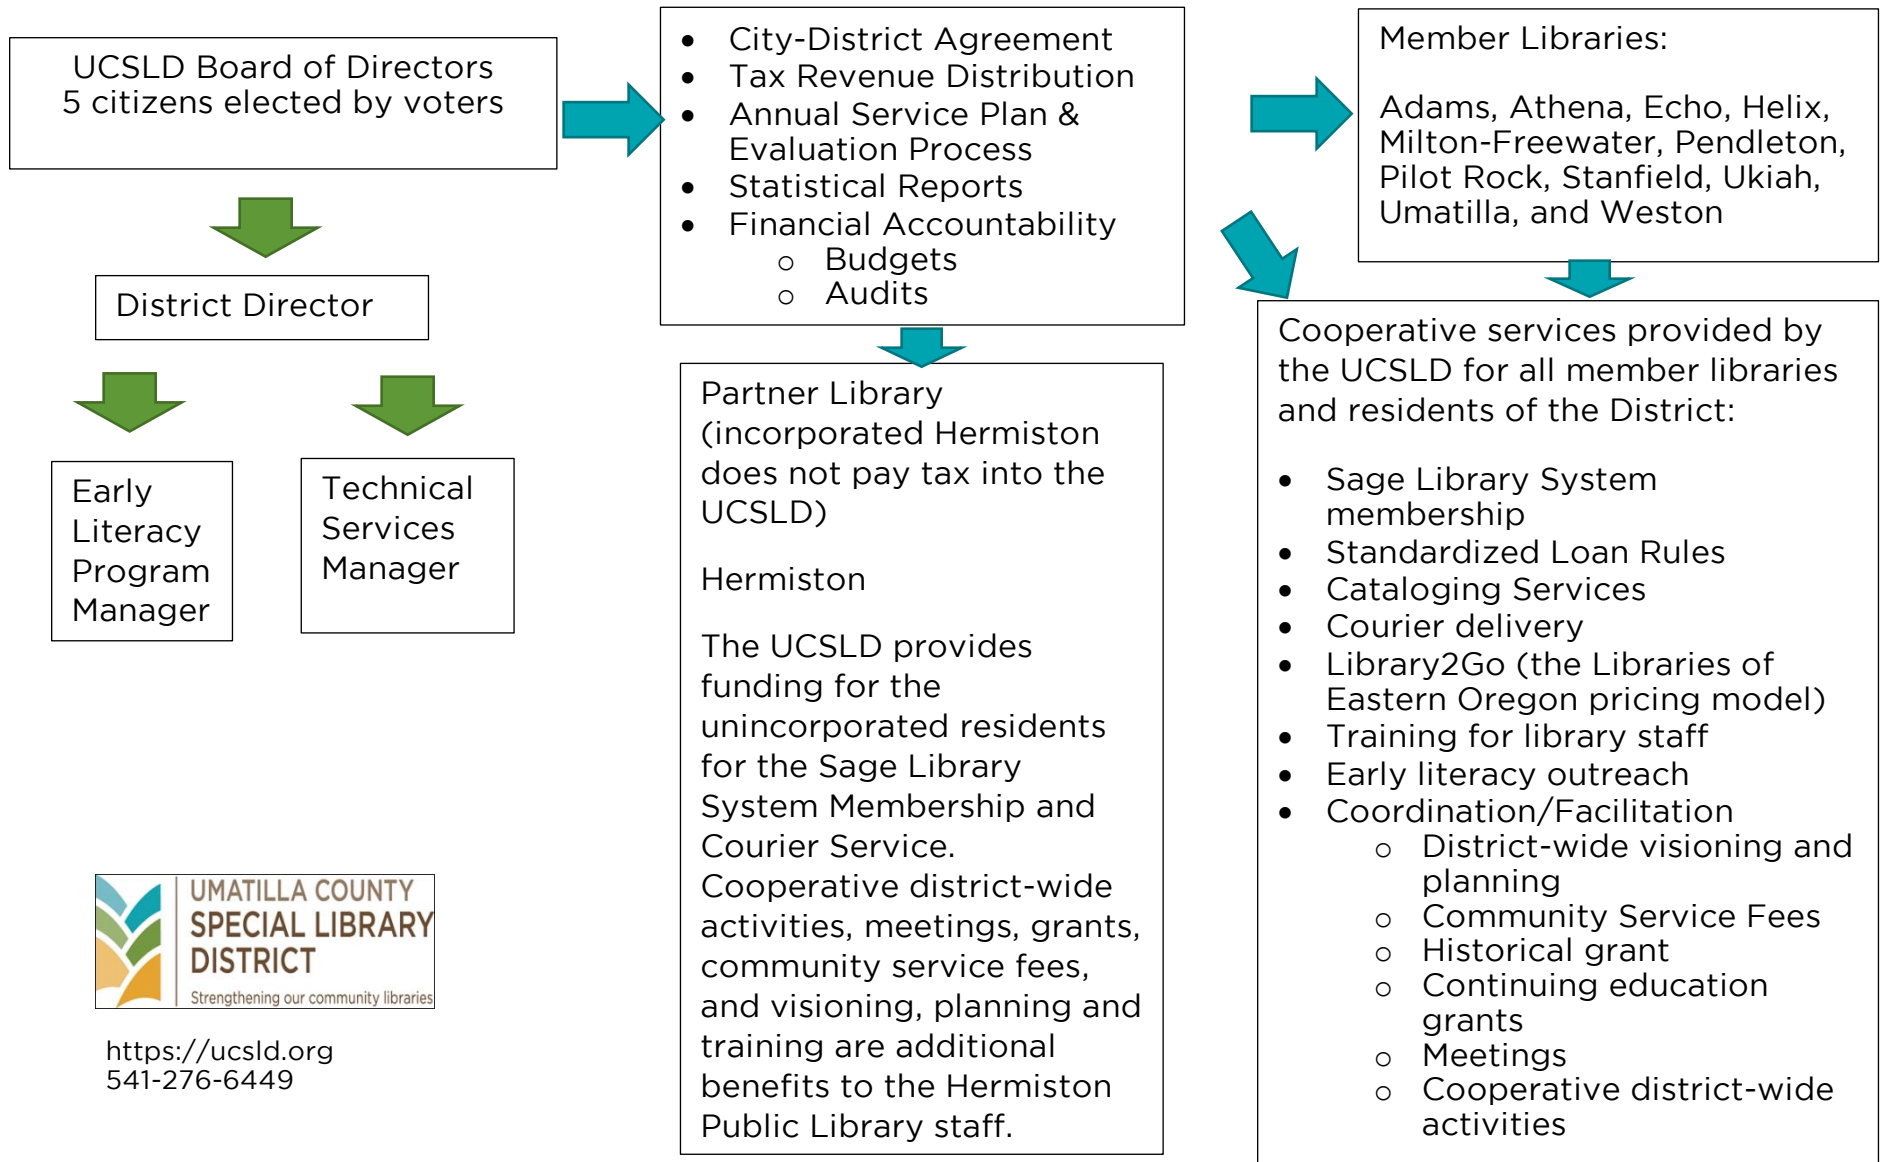 UCSLD Board of Directors
5 citizens elected by voters
District Director
Early
Literacy
Program
Manager
Technical
Services
Manager
• City-District Agreement
• Tax Revenue Distribution
• Annual Service Plan &
Evaluation Process
• Statistical Reports
• Financial Accountability
o Budgets
o Audits
Partner Library
(incorporated Hermiston
does not pay tax into the
UCSLD)
Hermiston
The UCSLD provides
funding for the
unincorporated residents
for the Sage Library
System Membership and
Courier Service.
Cooperative district-wide
activities, meetings, grants,
community service fees,
and visioning, planning and
training are additional
benefits to the Hermiston
Public Library staff.
Member Libraries:
Adams, Athena, Echo, Helix,
Milton-Freewater, Pendleton,
Pilot Rock, Stanfield, Ukiah,
Umatilla, and Weston
Cooperative services provided by
the UCSLD for all member libraries
and residents of the District:
• Sage Library System
membership
• Standardized Loan Rules
• Cataloging Services
• Courier delivery
• Library2Go (the Libraries of
Eastern Oregon pricing model)
• Training for library staff
• Early literacy outreach
• Coordination/Facilitation
o District-wide visioning and
planning
o Community Service Fees
o Historical grant
o Continuing education
grants
o Meetings
o Cooperative district-wide
activities
UMATILLA COUNTY
SPECIAL LIBRARY
DISTRICT
Strengthening our community libraries
https://ucsld.org
541-276-6449